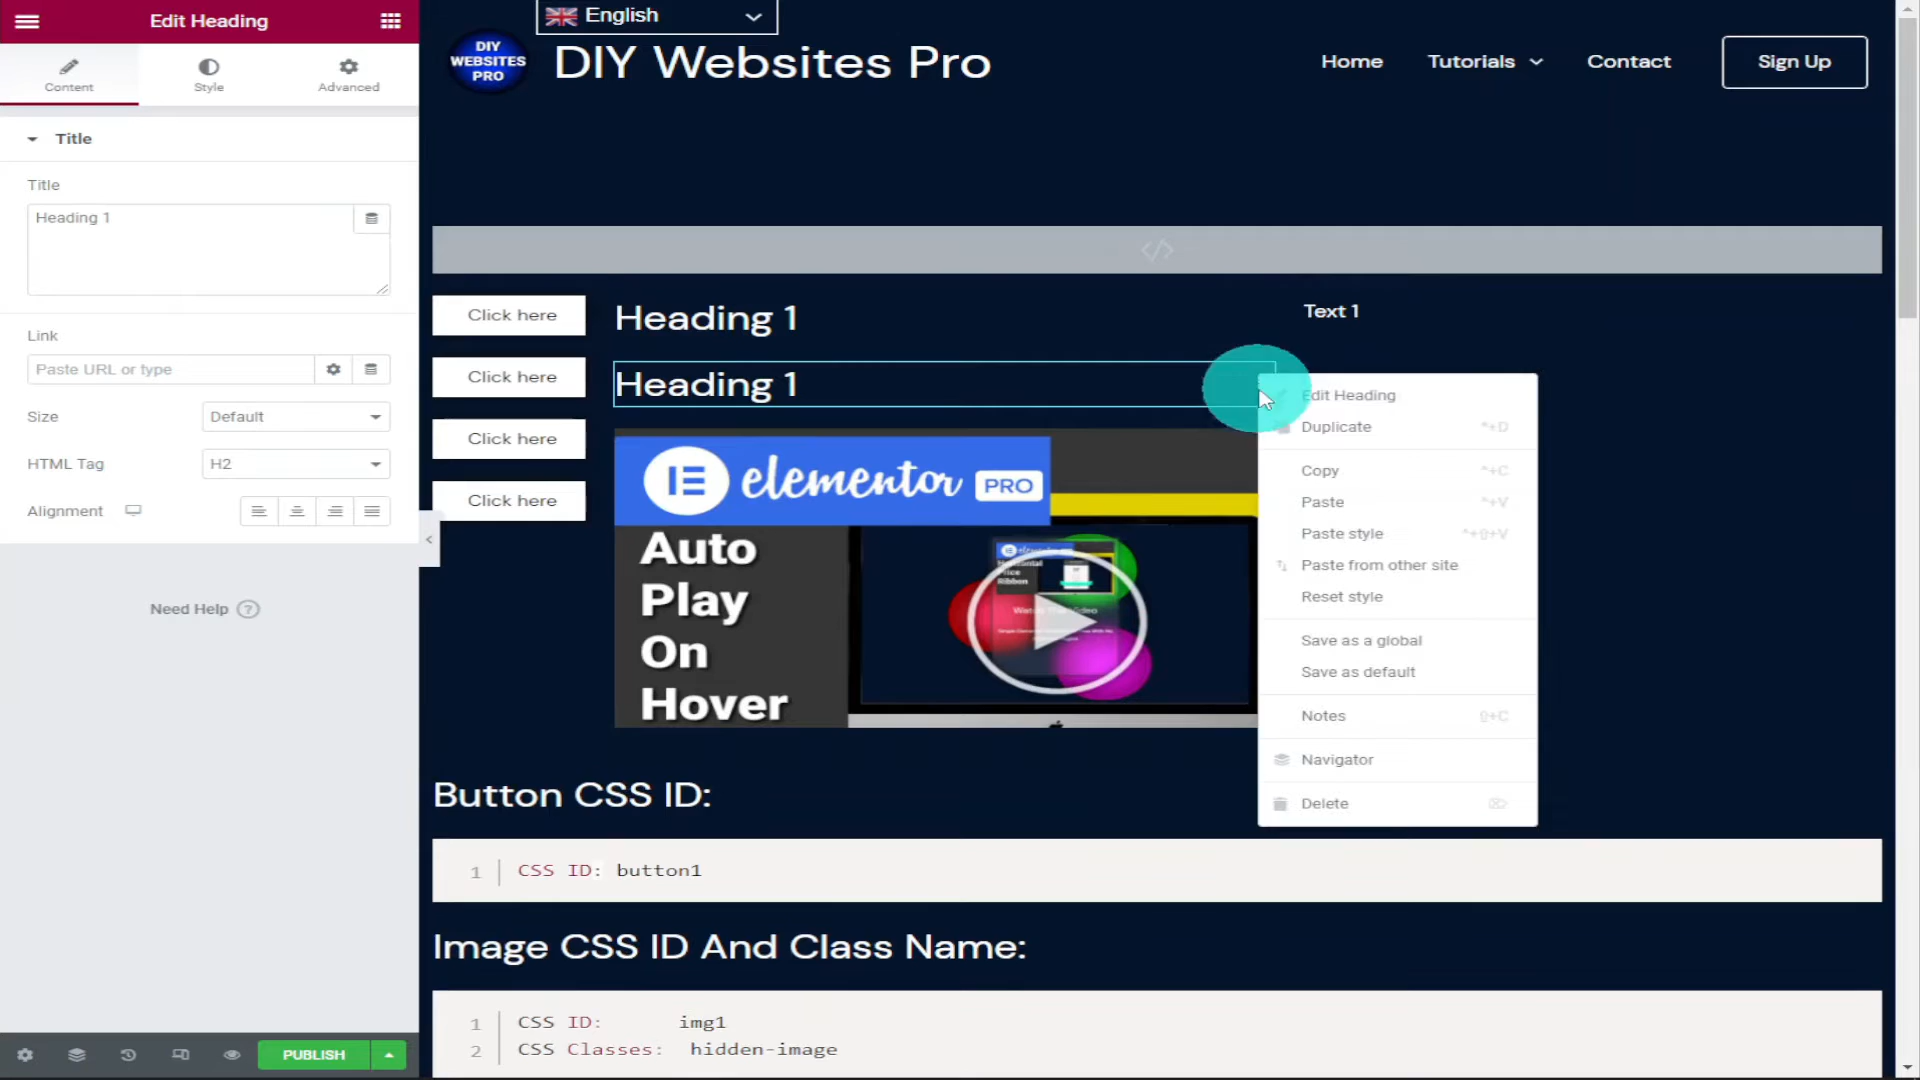 Edit Heading
Content
Style
Advanced
Title
Title
Heading 1
Link
Paste URL or type
Size
Default
HTML Tag
H2
Alignment
Need Help ?
PUBLISH
English
DIY
WEBSITES
PRO
DIY Websites Pro
Home
Tutorials
Contact
Sign Up
</>
Click here
Click here
Click here
Click here
Heading 1
Heading 1
Text 1
elementor PRO
Auto
Play
On
Hover
Edit Heading
Duplicate ^+D
Copy ^+C
Paste ^+V
Paste style ^+⇧+V
Paste from other site
Reset style
Save as a global
Save as default
Notes ⇧+C
Navigator
Delete ⌦
Button CSS ID:
1 CSS ID: button1
Image CSS ID And Class Name:
1 CSS ID: img1
2 CSS Classes: hidden-image